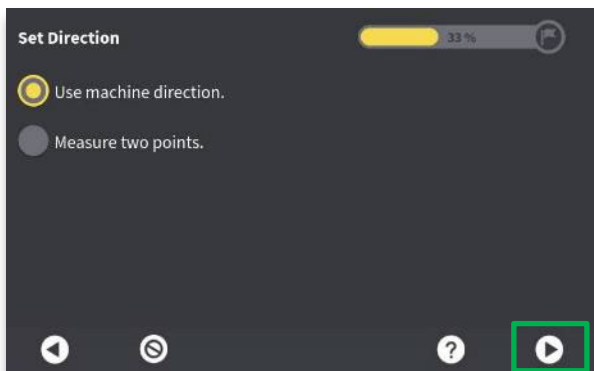 Set Direction
33 %
Use machine direction.
Measure two points.
?